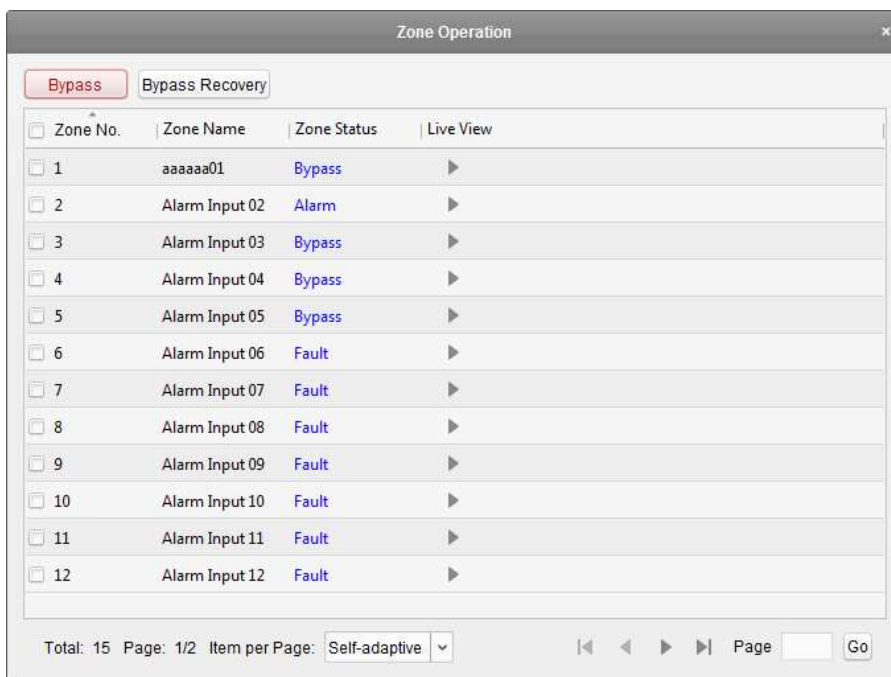 Zone Operation ×
Bypass Bypass Recovery
Zone No. Zone Name Zone Status Live View
1 aaaaaa01 Bypass
2 Alarm Input 02 Alarm
3 Alarm Input 03 Bypass
4 Alarm Input 04 Bypass
5 Alarm Input 05 Bypass
6 Alarm Input 06 Fault
7 Alarm Input 07 Fault
8 Alarm Input 08 Fault
9 Alarm Input 09 Fault
10 Alarm Input 10 Fault
11 Alarm Input 11 Fault
12 Alarm Input 12 Fault
Total: 15 Page: 1/2 Item per Page: Self-adaptive Page Go